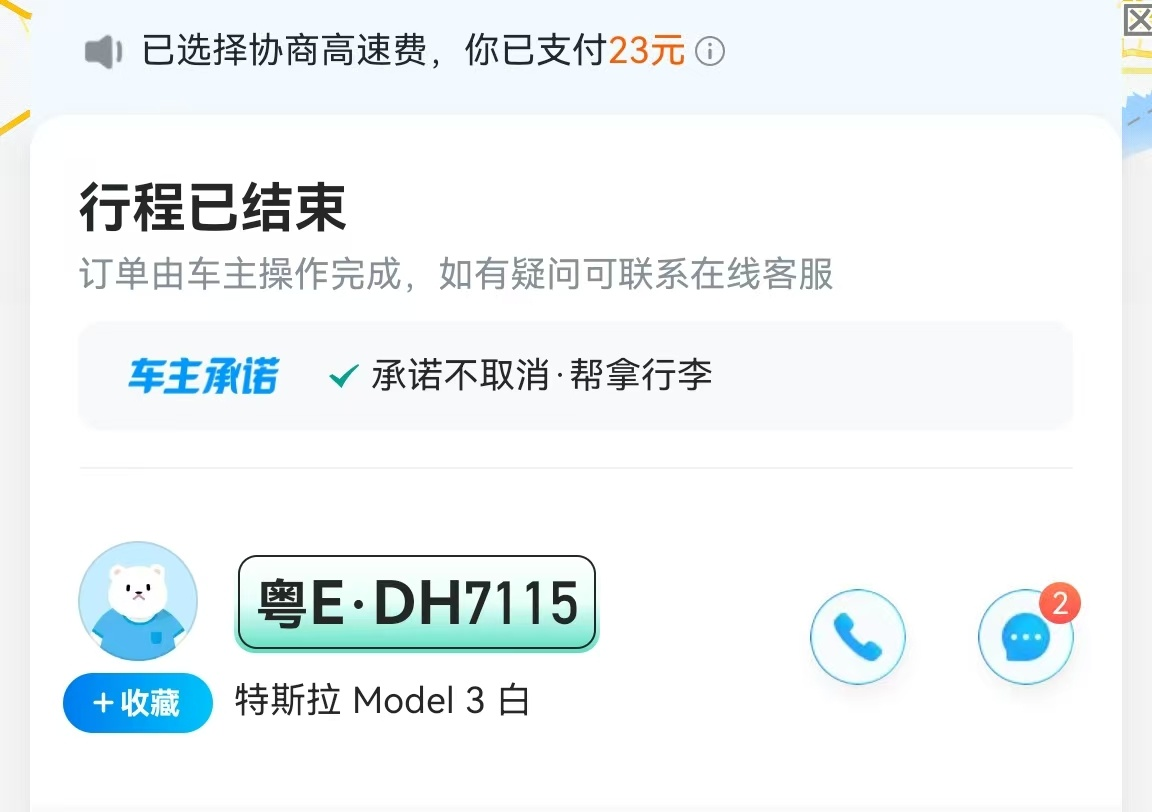 已选择协商高速费，你已支付23元
行程已结束
订单由车主操作完成，如有疑问可联系在线客服
车主承诺 承诺不取消·帮拿行李
粤E·DH7115
2
+收藏 特斯拉 Model 3 白